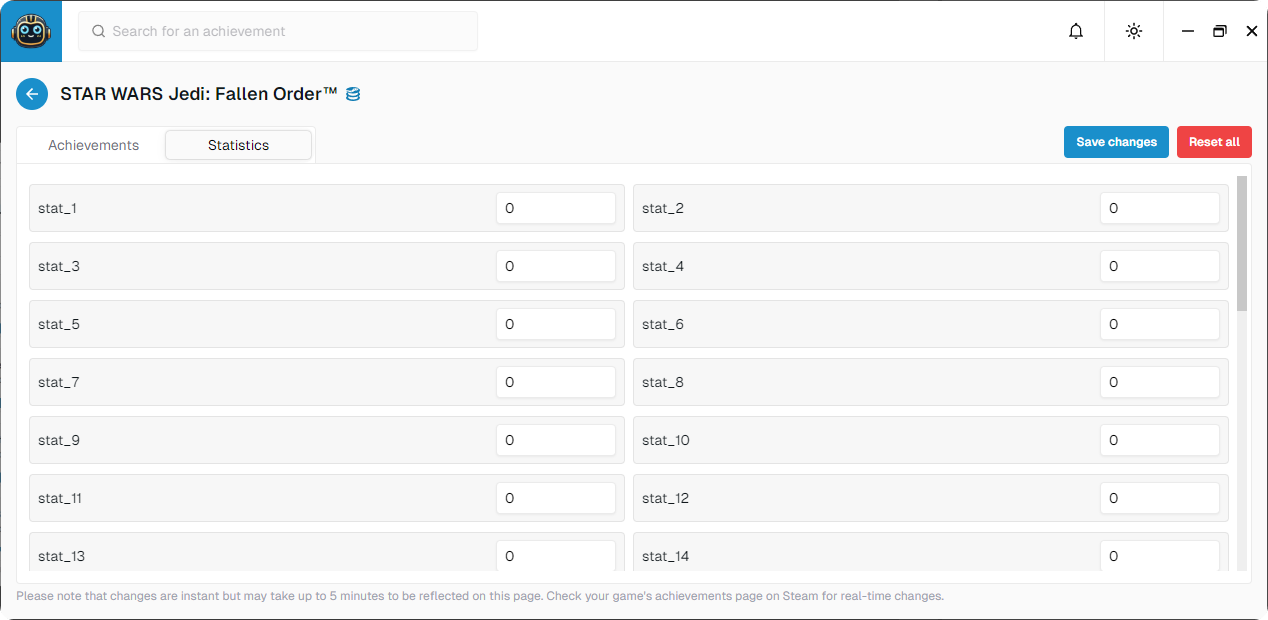 Search for an achievement
STAR WARS Jedi: Fallen Order™
Achievements Statistics Save changes Reset all
stat_1 0 stat_2 0
stat_3 0 stat_4 0
stat_5 0 stat_6 0
stat_7 0 stat_8 0
stat_9 0 stat_10 0
stat_11 0 stat_12 0
stat_13 0 stat_14 0
Please note that changes are instant but may take up to 5 minutes to be reflected on this page. Check your game's achievements page on Steam for real-time changes.